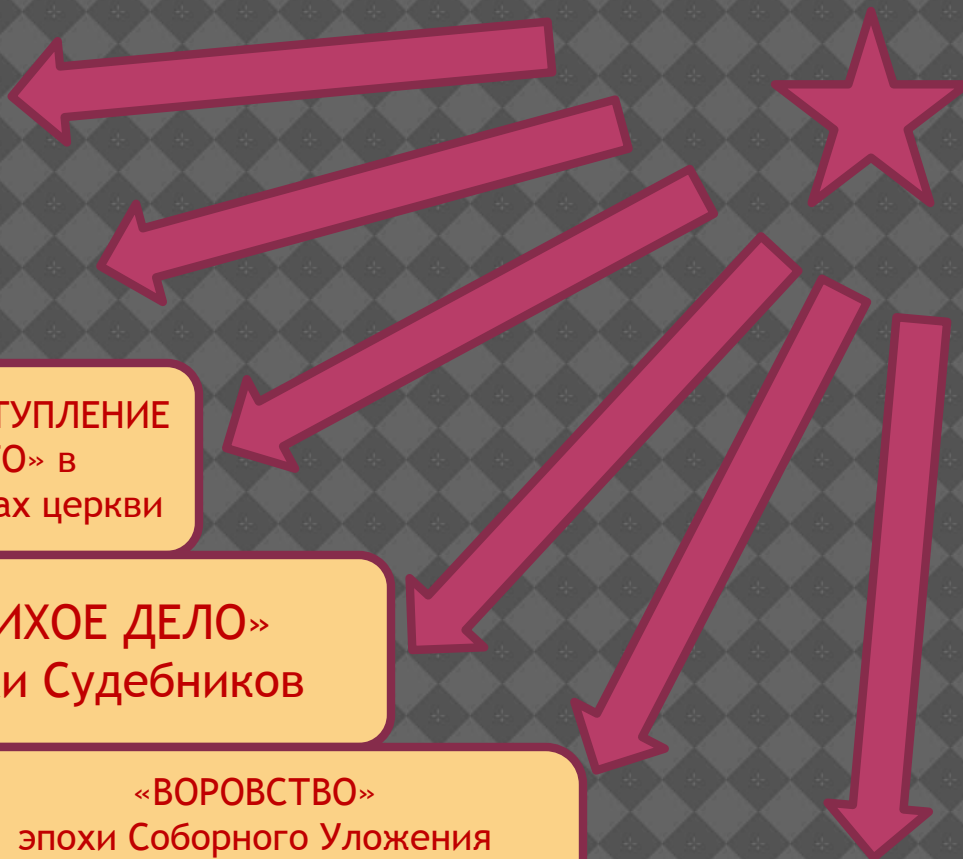 ТУПЛЕНИЕ
О» в
ах церкви
ИХОЕ ДЕЛО»
и Судебников
«ВОРОВСТВО»
эпохи Соборного Уложения